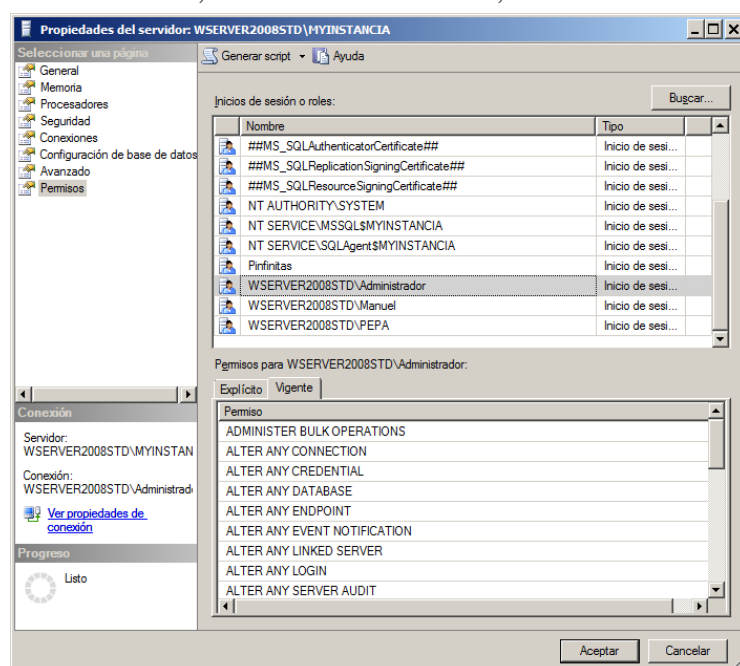 Propiedades del servidor: WSERVER2008STD\MYINSTANCIA
Seleccionar una página
General
Memoria
Procesadores
Seguridad
Conexiones
Configuración de base de datos
Avanzado
Permisos
Generar script
Ayuda
Inicios de sesión o roles:
Buscar...
Nombre Tipo
##MS_SQLAuthenticatorCertificate## Inicio de sesi...
##MS_SQLReplicationSigningCertificate## Inicio de sesi...
##MS_SQLResourceSigningCertificate## Inicio de sesi...
NT AUTHORITY\SYSTEM Inicio de sesi...
NT SERVICE\MSSQL$MYINSTANCIA Inicio de sesi...
NT SERVICE\SQLAgent$MYINSTANCIA Inicio de sesi...
Pinfinitas Inicio de sesi...
WSERVER2008STD\Administrador Inicio de sesi...
WSERVER2008STD\Manuel Inicio de sesi...
WSERVER2008STD\PEPA Inicio de sesi...
Permisos para WSERVER2008STD\Administrador:
Explícito Vigente
Permiso
ADMINISTER BULK OPERATIONS
ALTER ANY CONNECTION
ALTER ANY CREDENTIAL
ALTER ANY DATABASE
ALTER ANY ENDPOINT
ALTER ANY EVENT NOTIFICATION
ALTER ANY LINKED SERVER
ALTER ANY LOGIN
ALTER ANY SERVER AUDIT
Conexión
Servidor:
WSERVER2008STD\MYINSTAN
Conexión:
WSERVER2008STD\Administrad
Ver propiedades de
conexión
Progreso
Listo
Aceptar
Cancelar